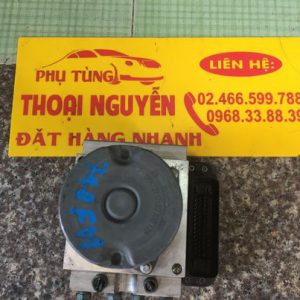 PHỤ TÙNG
LIÊN HỆ:
THOẠI NGUYỄN
02.466.599.788
0968.33.88.39
ĐẶT HÀNG NHANH